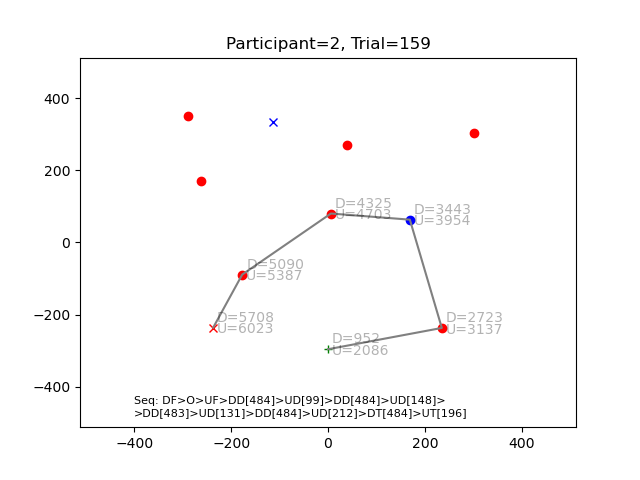 Participant=2, Trial=159
400
200
0
−200
−400
D=4325
U=4703
D=3443
U=3954
D=5090
U=5387
D=5708
U=6023
D=2723
U=3137
D=952
U=2086
Seq: DF>O>UF>DD[484]>UD[99]>DD[484]>UD[148]>
>DD[483]>UD[131]>DD[484]>UD[212]>DT[484]>UT[196]
−400 −200 0 200 400